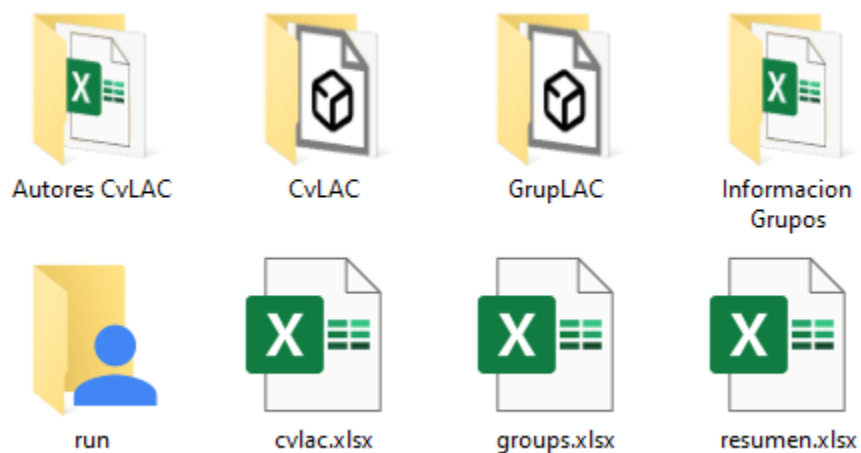 Autores CvLAC
CvLAC
GrupLAC
Informacion
Grupos
run
cvlac.xlsx
groups.xlsx
resumen.xlsx